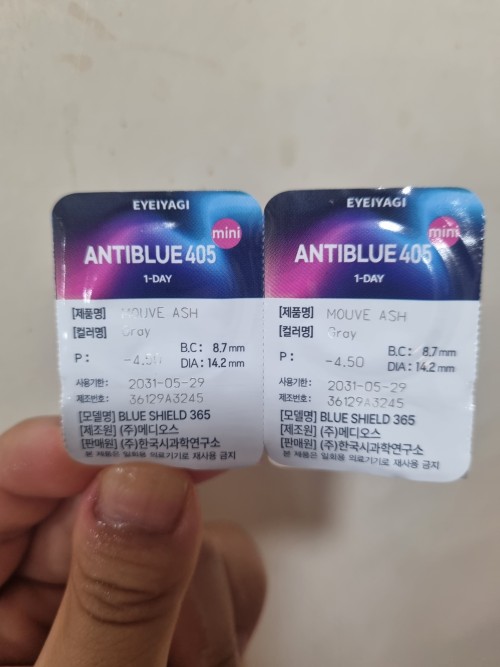 EYEIYAGI
mini
ANTIBLUE 405
1-DAY
[제품명] MOUVE ASH
[컬러명] Gray
P : -4.50
B.C : 8.7 mm
DIA : 14.2 mm
사용기한 : 2031-05-29
제조번호 : 36129A3245
[모델명] BLUE SHIELD 365
[제조원] (주)메디오스
[판매원] (주)한국시과학연구소
본 제품은 일회용 의료기기로 재사용 금지
EYEIYAGI
mini
ANTIBLUE 405
1-DAY
[제품명] MOUVE ASH
[컬러명] Gray
P : -4.50
B.C : 8.7 mm
DIA : 14.2 mm
사용기한 : 2031-05-29
제조번호 : 36129A3245
[모델명] BLUE SHIELD 365
[제조원] (주)메디오스
[판매원] (주)한국시과학연구소
본 제품은 일회용 의료기기로 재사용 금지